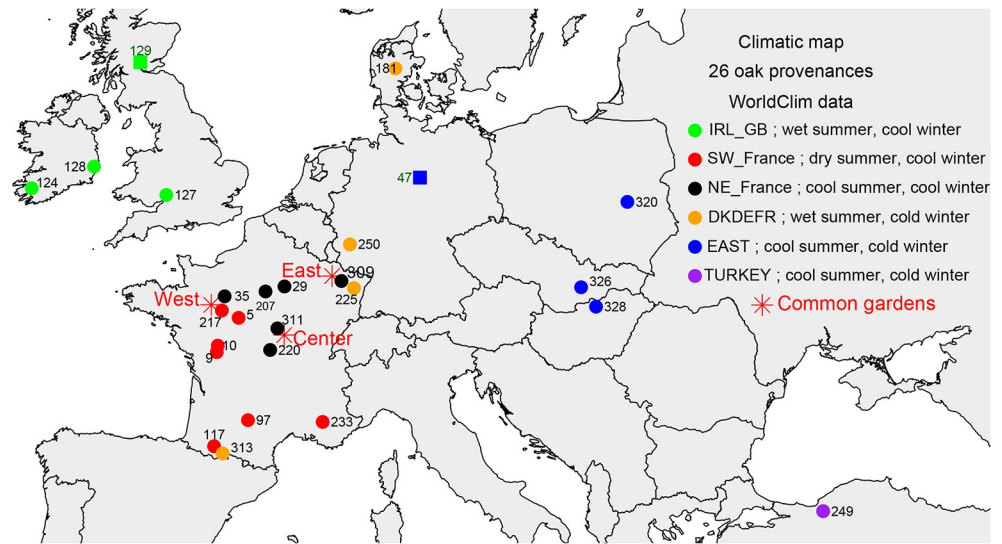 Climatic map
26 oak provenances
WorldClim data
IRL_GB ; wet summer, cool winter
SW_France ; dry summer, cool winter
NE_France ; cool summer, cool winter
DKDEFR ; wet summer, cold winter
EAST ; cool summer, cold winter
TURKEY ; cool summer, cold winter
Common gardens
129
181
128
124
127
47
320
250
East
309
225
326
328
West
35
207
29
217
5
311
Center
10
9
220
97
233
117
313
249